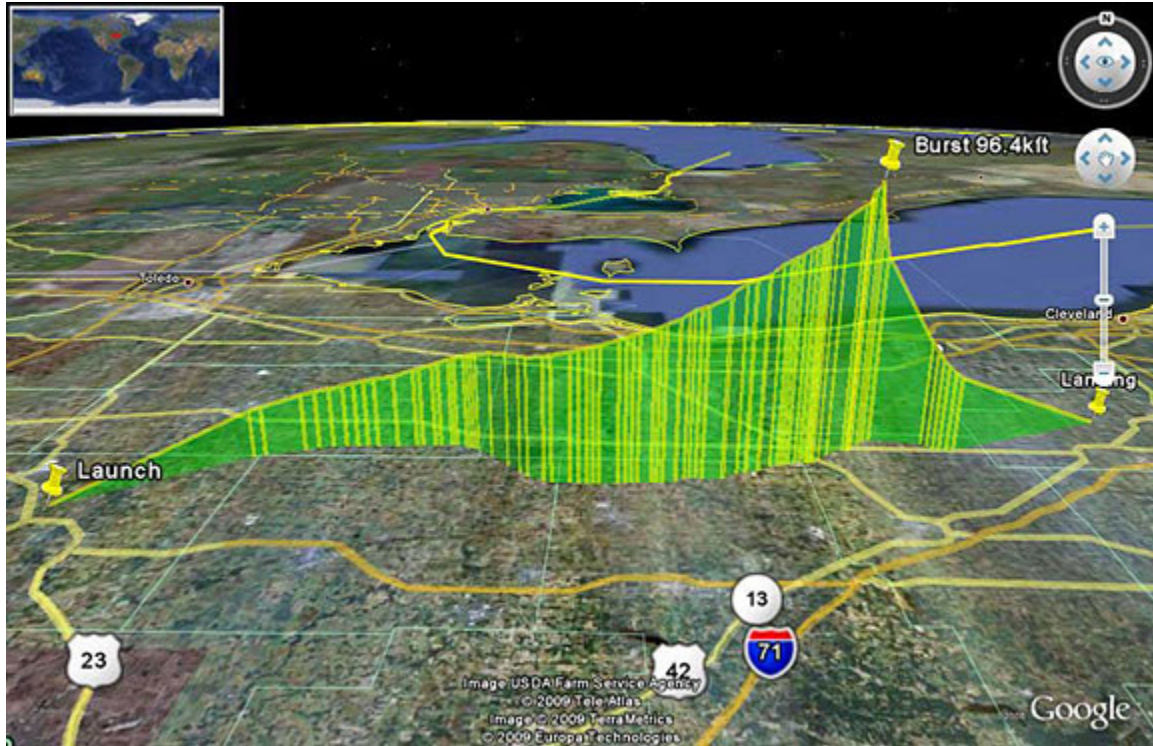 N
Burst 96.4kft
Toledo
Cleveland
Landing
Launch
13
23
71
42
Image USDA Farm Service Agency
© 2009 Tele Atlas
Image © 2009 TerraMetrics
© 2009 Europa Technologies
Google